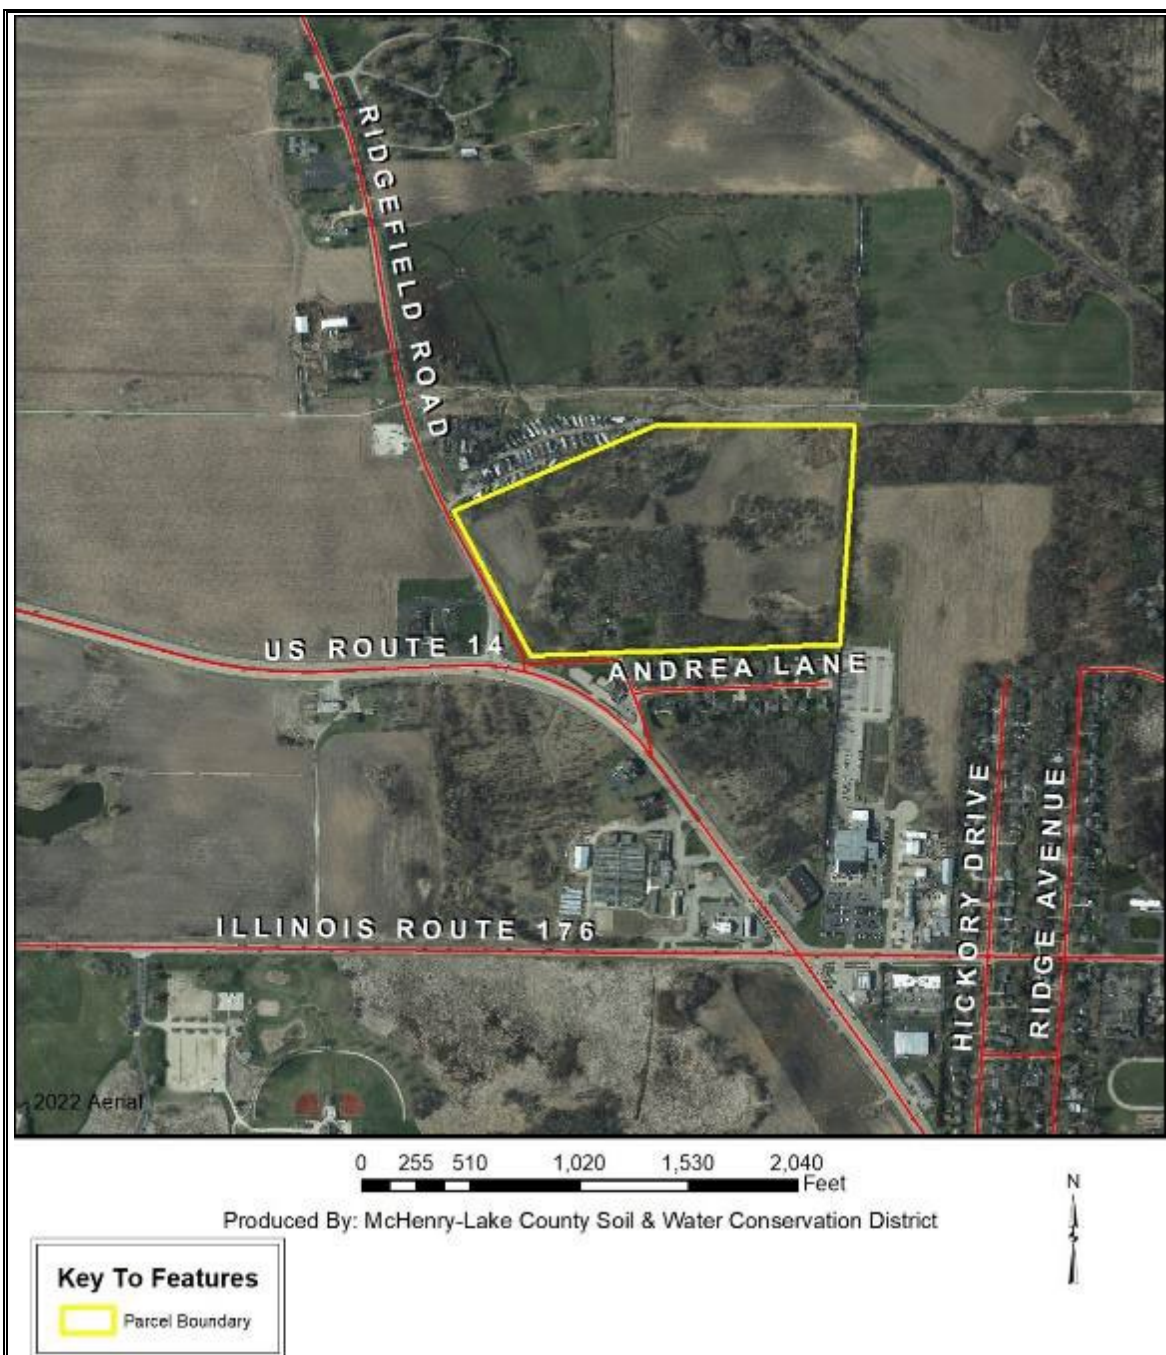 RIDGEFIELD ROAD
US ROUTE 14
ANDREA LANE
HICKORY DRIVE
RIDGE AVENUE
ILLINOIS ROUTE 176
2022 Aerial
0 255 510 1,020 1,530 2,040
Feet
N
Produced By: McHenry-Lake County Soil & Water Conservation District
Key To Features
Parcel Boundary